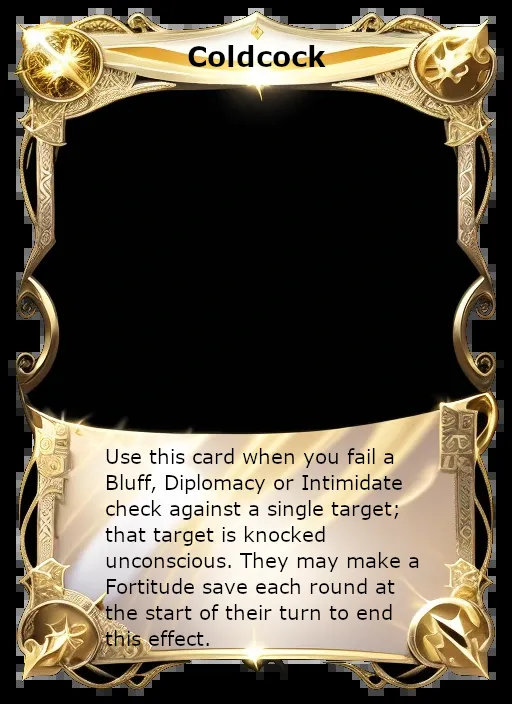 Coldcock
Use this card when you fail a
Bluff, Diplomacy or Intimidate
check against a single target;
that target is knocked
unconscious. They may make a
Fortitude save each round at
the start of their turn to end
this effect.